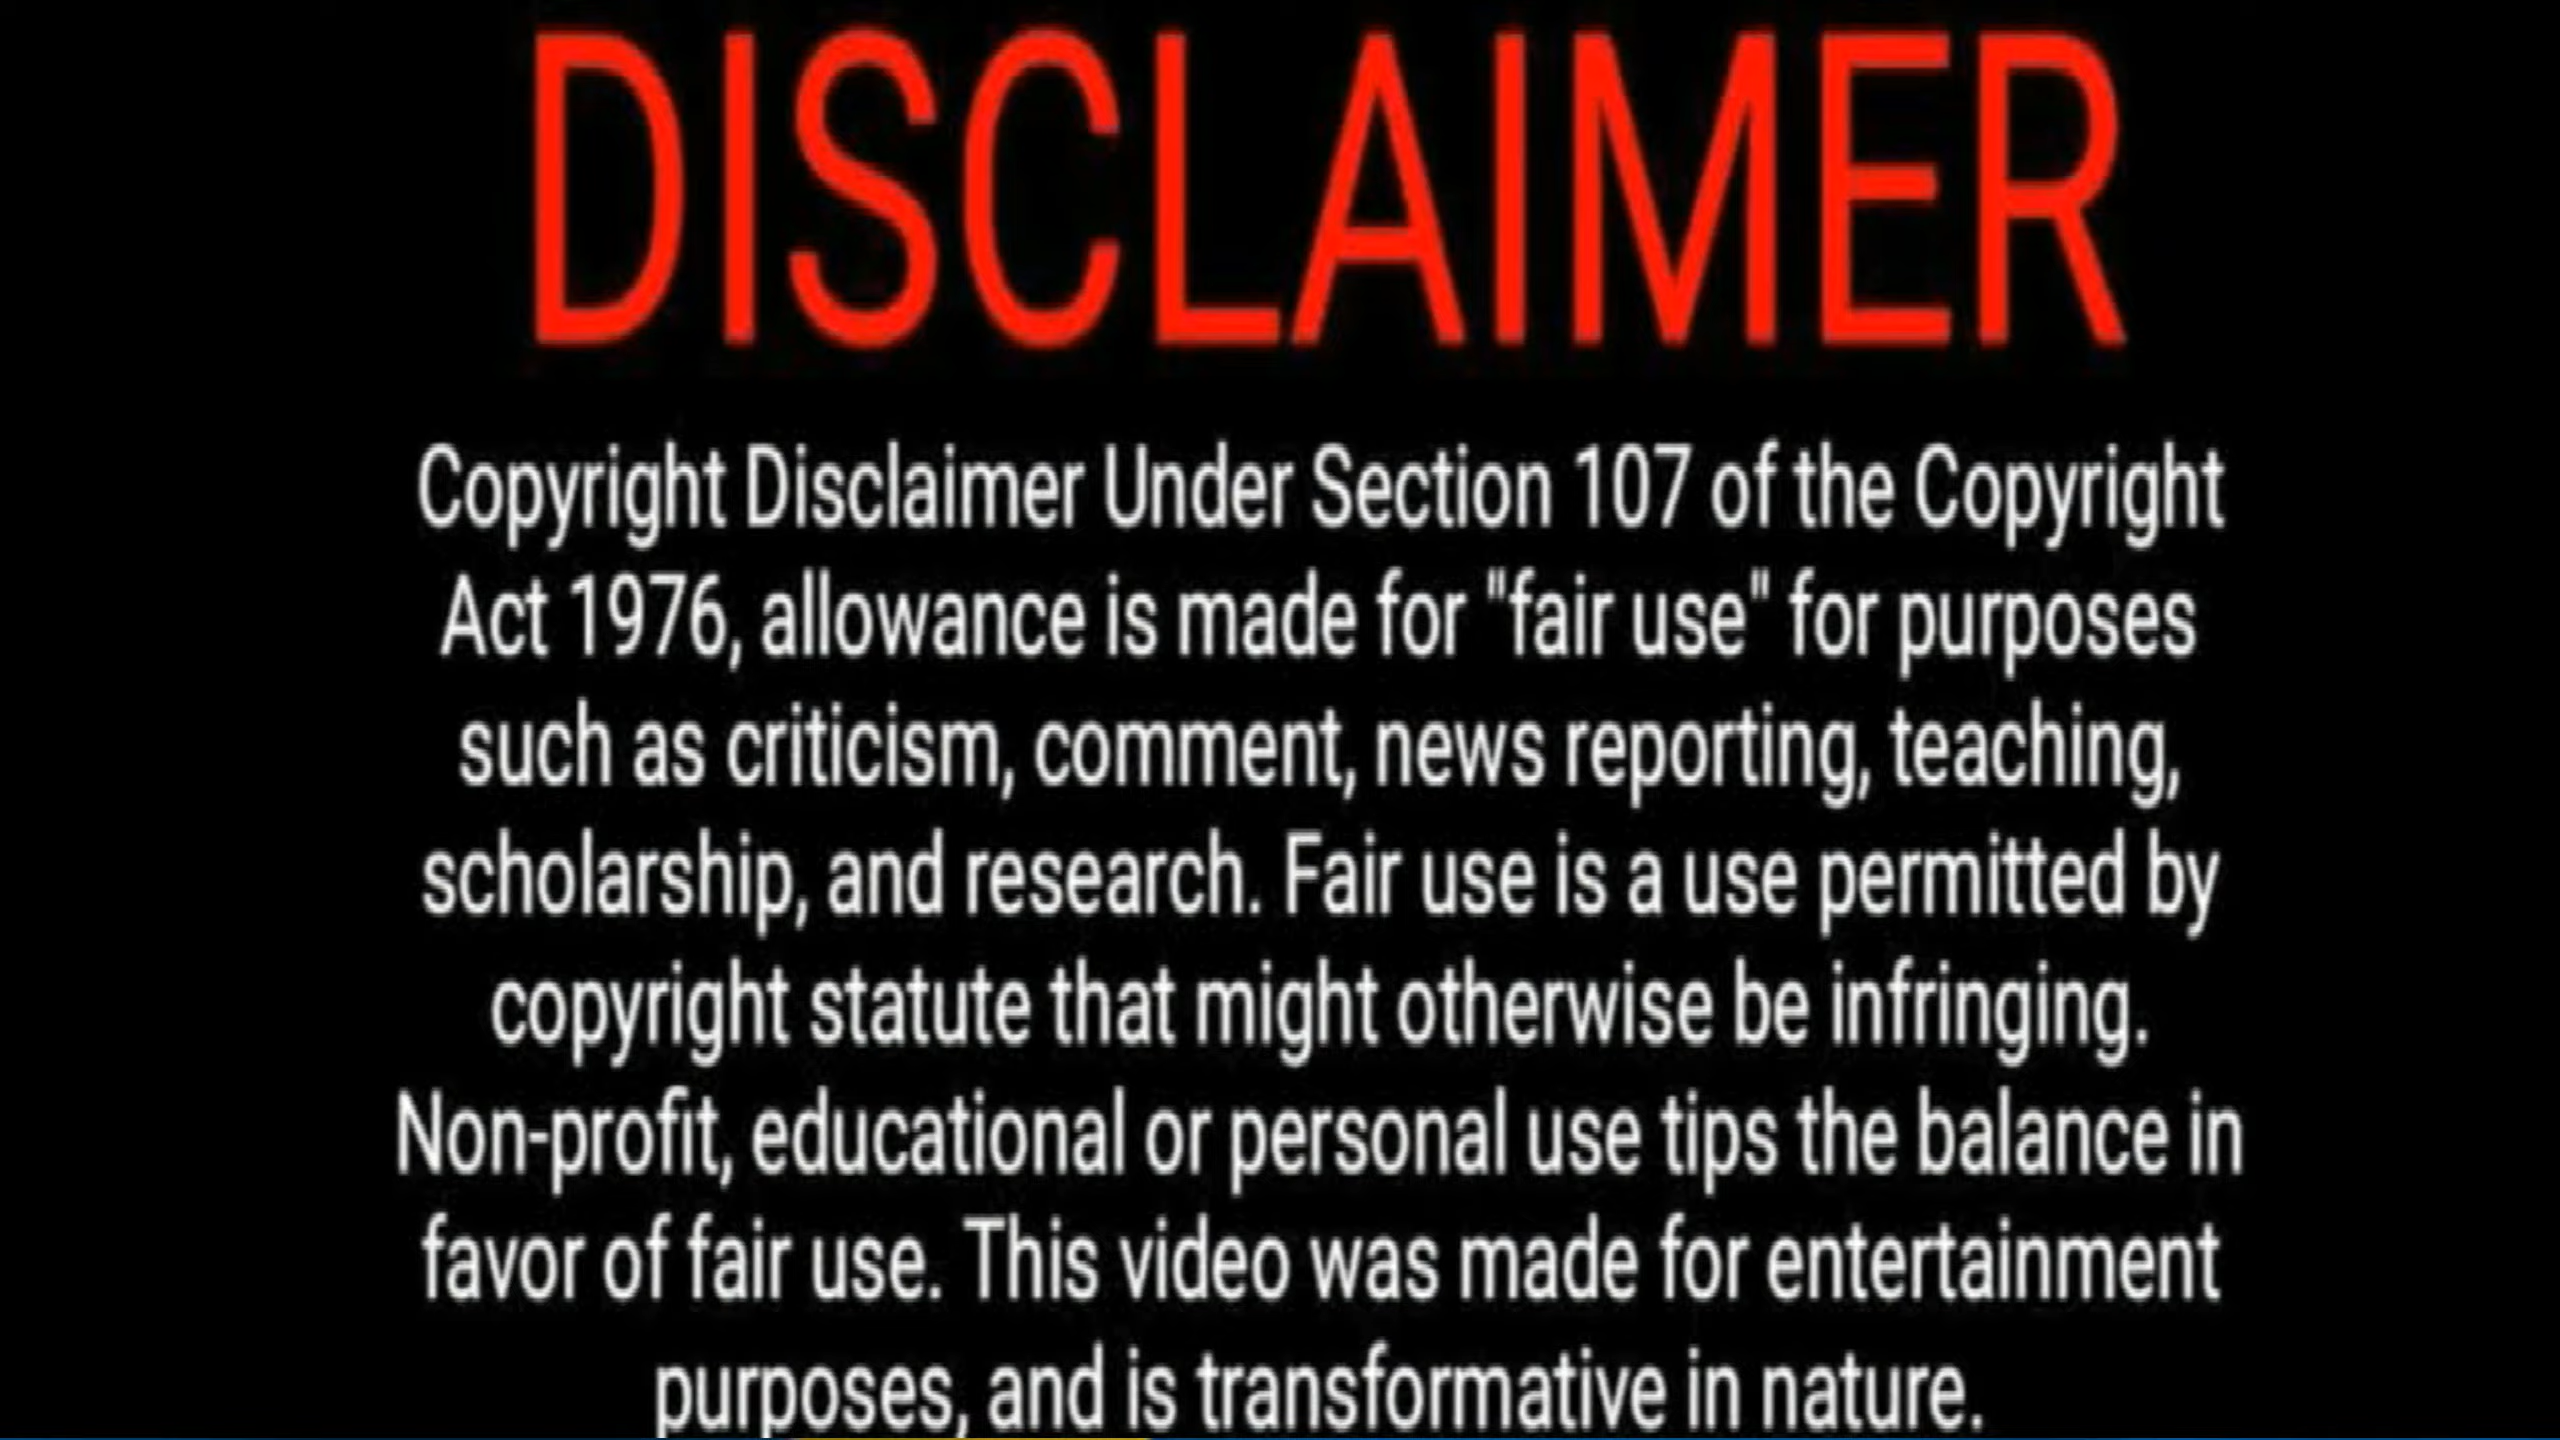 DISCLAIMER
Copyright Disclaimer Under Section 107 of the Copyright
Act 1976, allowance is made for "fair use" for purposes
such as criticism, comment, news reporting, teaching,
scholarship, and research. Fair use is a use permitted by
copyright statute that might otherwise be infringing.
Non-profit, educational or personal use tips the balance in
favor of fair use. This video was made for entertainment
purposes, and is transformative in nature.